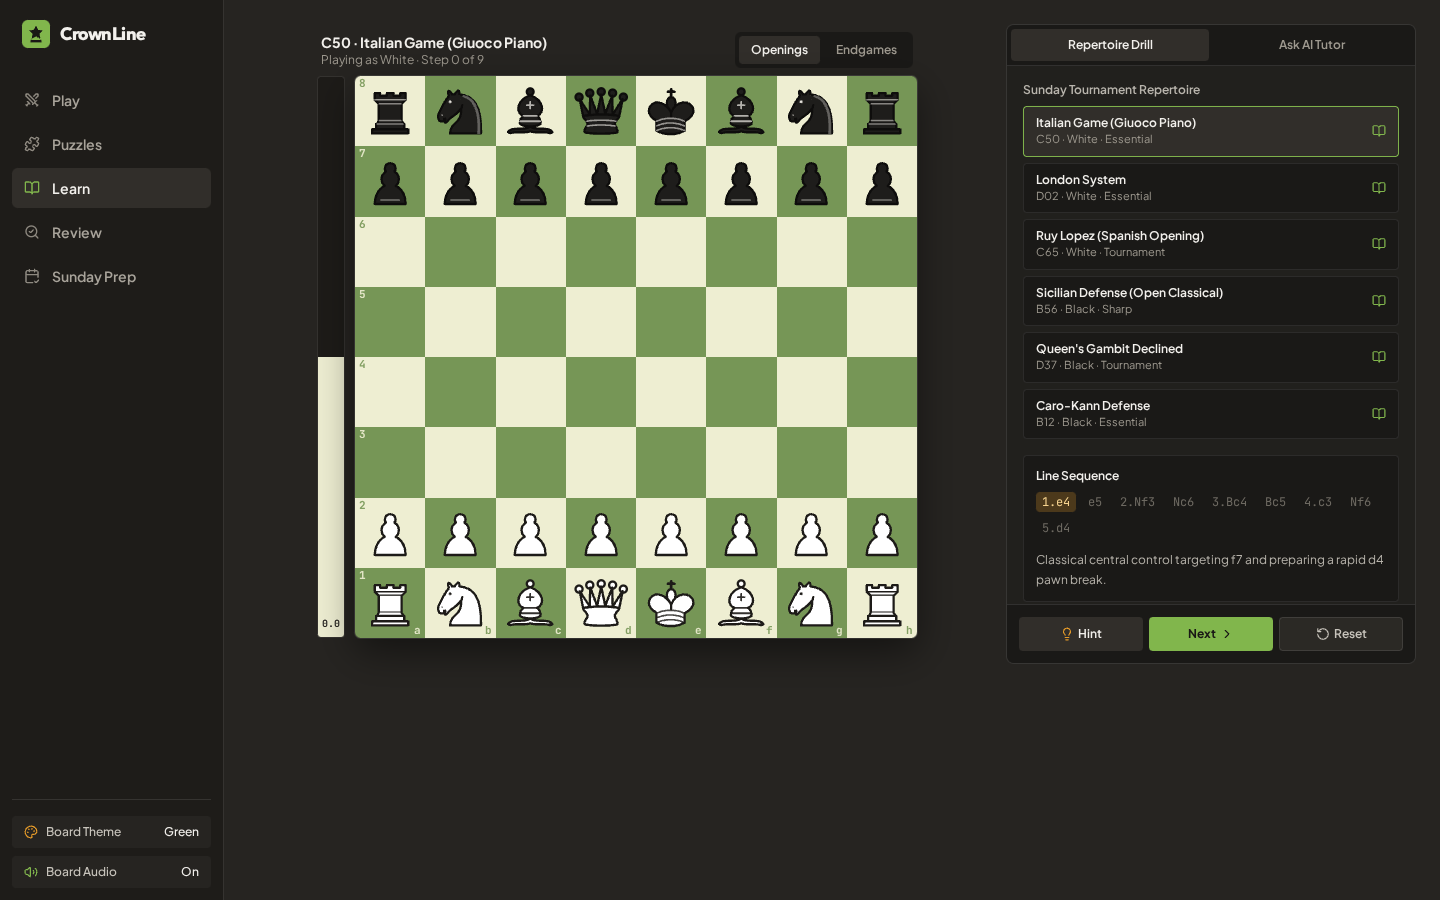 CrownLine
Play
Puzzles
Learn
Review
Sunday Prep
Board Theme Green
Board Audio On
C50 · Italian Game (Giuoco Piano)
Playing as White · Step 0 of 9
Openings Endgames
0.0
8
7
6
5
4
3
2
1
a b c d e f g h
Repertoire Drill Ask AI Tutor
Sunday Tournament Repertoire
Italian Game (Giuoco Piano)
C50 · White · Essential
London System
D02 · White · Essential
Ruy Lopez (Spanish Opening)
C65 · White · Tournament
Sicilian Defense (Open Classical)
B56 · Black · Sharp
Queen's Gambit Declined
D37 · Black · Tournament
Caro-Kann Defense
B12 · Black · Essential
Line Sequence
1.e4 e5 2.Nf3 Nc6 3.Bc4 Bc5 4.c3 Nf6
5.d4
Classical central control targeting f7 and preparing a rapid d4
pawn break.
Hint Next Reset